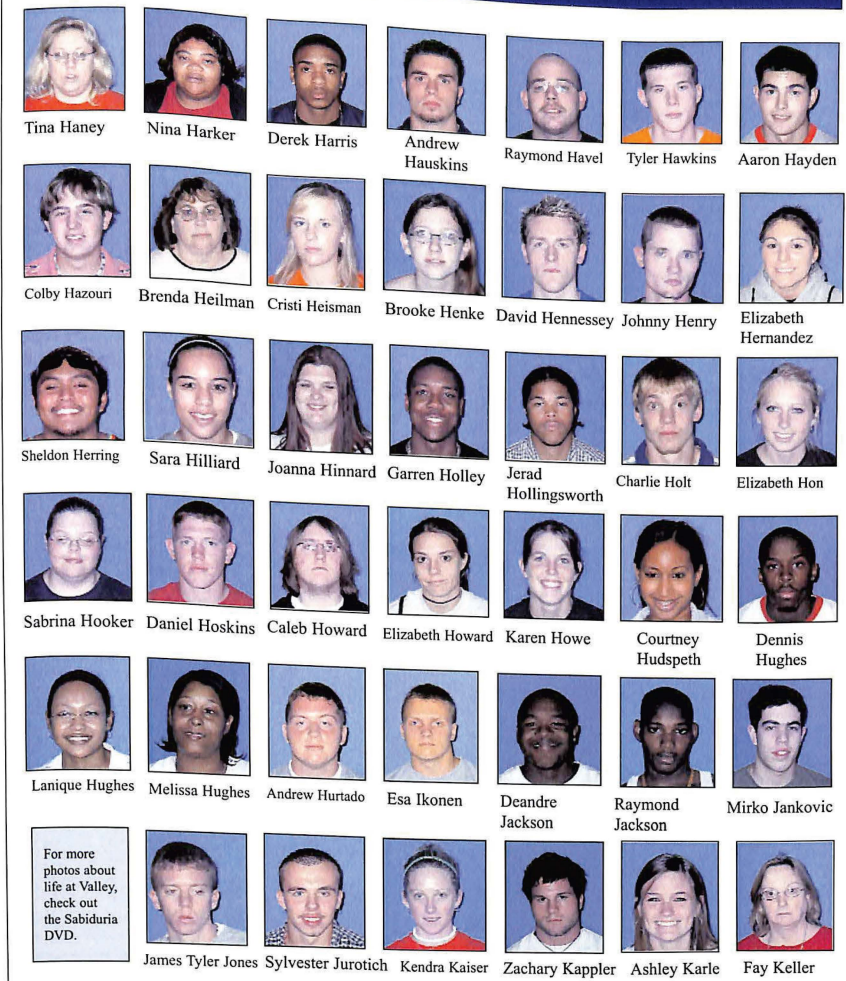 Tina Haney
Nina Harker
Derek Harris
Andrew
Hauskins
Raymond Havel
Tyler Hawkins
Aaron Hayden
Colby Hazouri
Brenda Heilman
Cristi Heisman
Brooke Henke
David Hennessey
Johnny Henry
Elizabeth
Hernandez
Sheldon Herring
Sara Hilliard
Joanna Hinnard
Garren Holley
Jerad
Hollingsworth
Charlie Holt
Elizabeth Hon
Sabrina Hooker
Daniel Hoskins
Caleb Howard
Elizabeth Howard
Karen Howe
Courtney
Hudspeth
Dennis
Hughes
Lanique Hughes
Melissa Hughes
Andrew Hurtado
Esa Ikonen
Deandre
Jackson
Raymond
Jackson
Mirko Jankovic
For more
photos about
life at Valley,
check out
the Sabiduria
DVD.
James Tyler Jones
Sylvester Jurotich
Kendra Kaiser
Zachary Kappler
Ashley Karle
Fay Keller